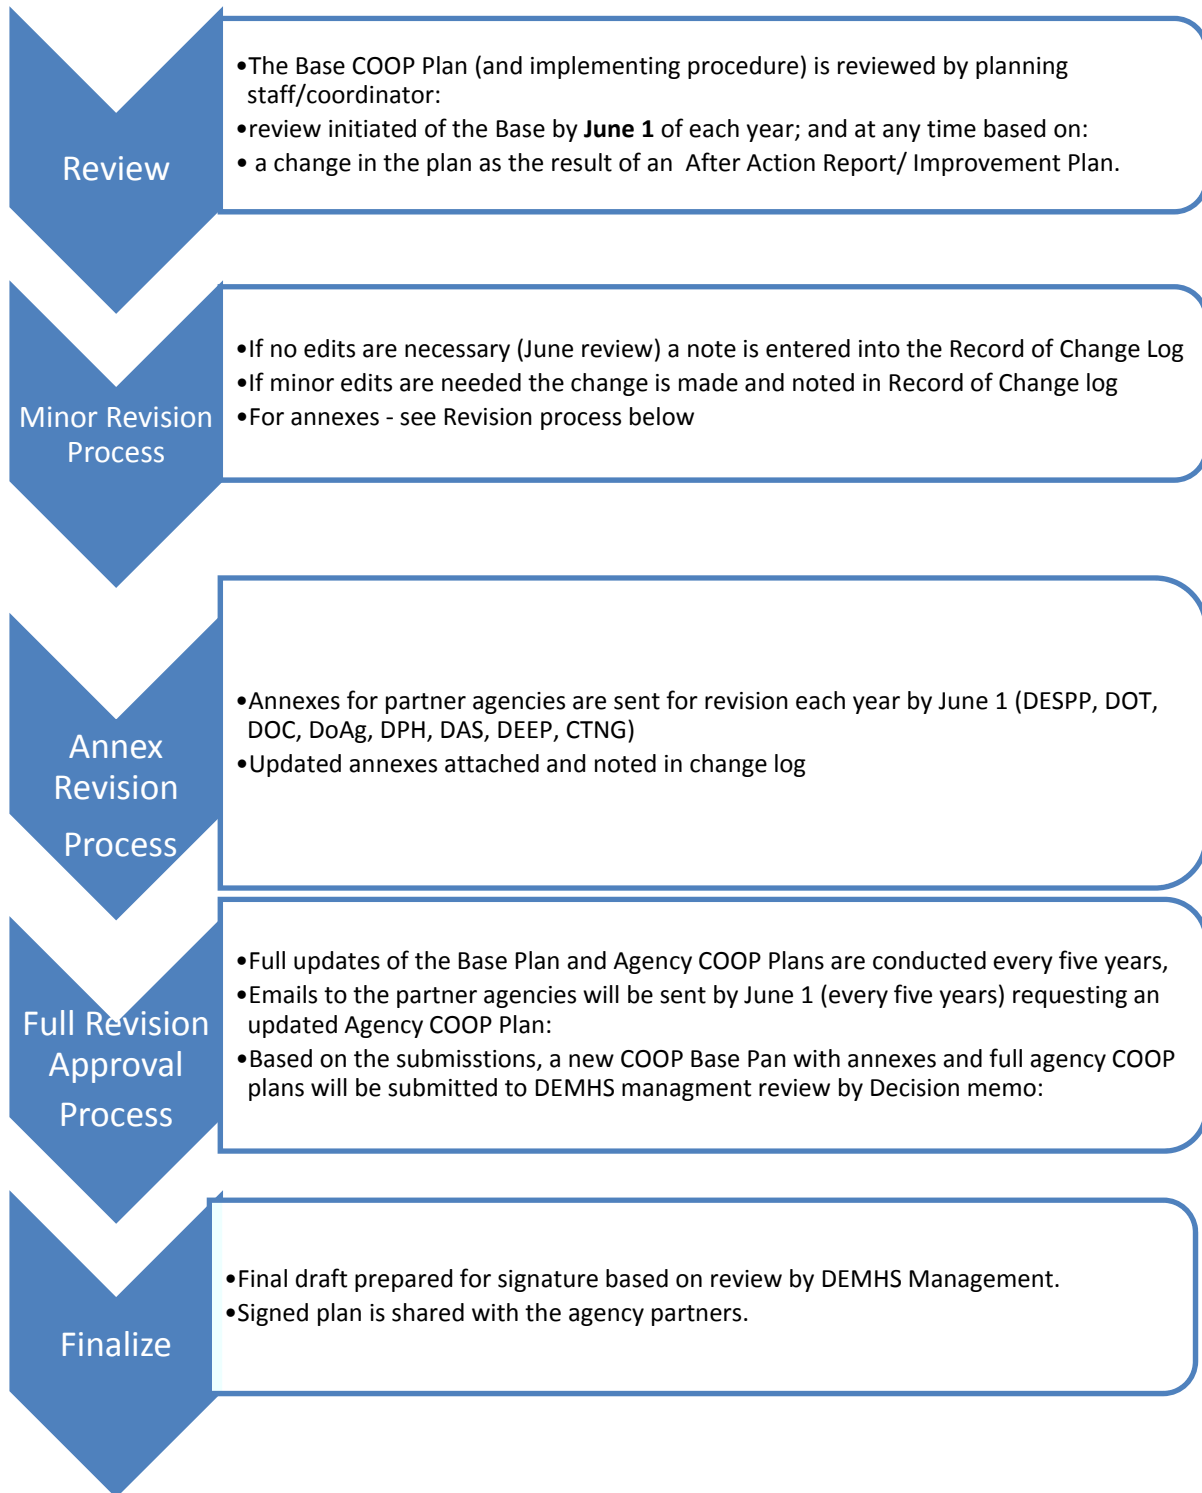 Review
•The Base COOP Plan (and implementing procedure) is reviewed by planning
staff/coordinator:
•review initiated of the Base by June 1 of each year; and at any time based on:
• a change in the plan as the result of an  After Action Report/ Improvement Plan.
Minor Revision
Process
•If no edits are necessary (June review) a note is entered into the Record of Change Log
•If minor edits are needed the change is made and noted in Record of Change log
•For annexes - see Revision process below
Annex
Revision
Process
•Annexes for partner agencies are sent for revision each year by June 1 (DESPP, DOT,
DOC, DoAg, DPH, DAS, DEEP, CTNG)
•Updated annexes attached and noted in change log
Full Revision
Approval
Process
•Full updates of the Base Plan and Agency COOP Plans are conducted every five years,
•Emails to the partner agencies will be sent by June 1 (every five years) requesting an
updated Agency COOP Plan:
•Based on the submisstions, a new COOP Base Pan with annexes and full agency COOP
plans will be submitted to DEMHS managment review by Decision memo:
Finalize
•Final draft prepared for signature based on review by DEMHS Management.
•Signed plan is shared with the agency partners.